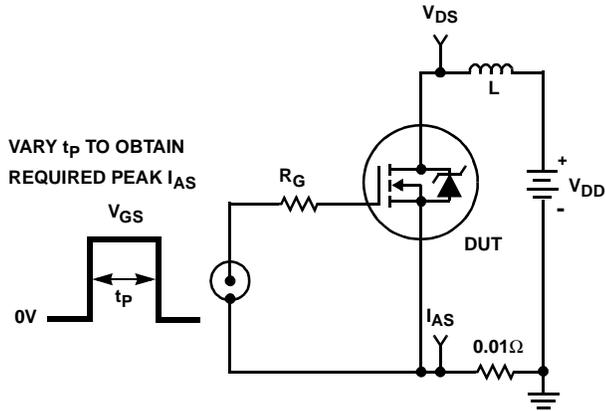 V_DS
L
VARY t_P TO OBTAIN
REQUIRED PEAK I_AS
R_G
+
V_DD
-
V_GS
DUT
t_P
0V
I_AS
0.01Ω